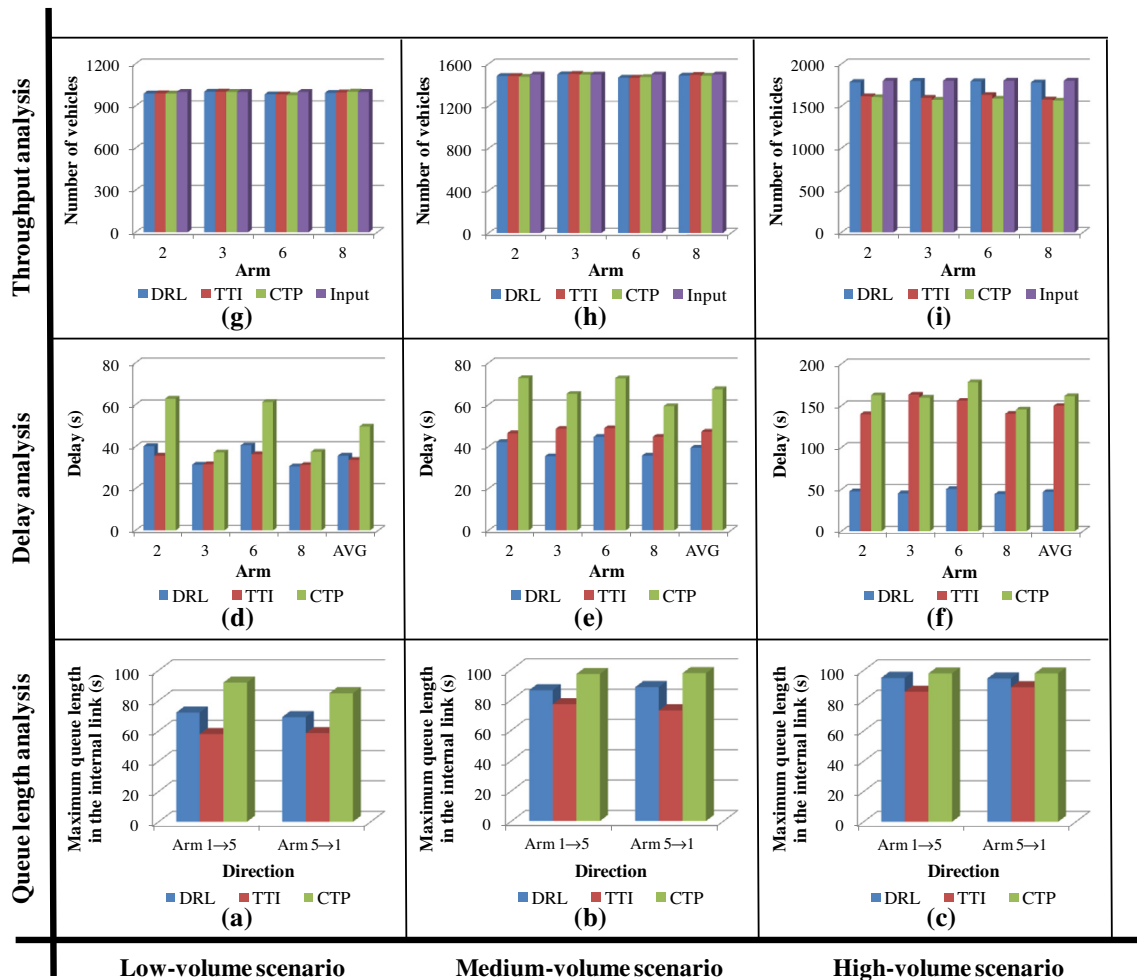 Throughput analysis
Number of vehicles
1200
900
600
300
0
2 3 6 8
Arm
DRL TTI CTP Input
(g)
Number of vehicles
1600
1200
800
400
0
2 3 6 8
Arm
DRL TTI CTP Input
(h)
Number of vehicles
2000
1500
1000
500
0
2 3 6 8
Arm
DRL TTI CTP Input
(i)
Delay analysis
Delay (s)
80
60
40
20
0
2 3 6 8 AVG
Arm
DRL TTI CTP
(d)
Delay (s)
80
60
40
20
0
2 3 6 8 AVG
Arm
DRL TTI CTP
(e)
Delay (s)
200
150
100
50
0
2 3 6 8 AVG
Arm
DRL TTI CTP
(f)
Queue length analysis
Maximum queue length
in the internal link (s)
100
80
60
40
20
0
Arm 1→5 Arm 5→1
Direction
DRL TTI CTP
(a)
Maximum queue length
in the internal link (s)
100
80
60
40
20
0
Arm 1→5 Arm 5→1
Direction
DRL TTI CTP
(b)
Maximum queue length
in the internal link (s)
100
80
60
40
20
0
Arm 1→5 Arm 5→1
Direction
DRL TTI CTP
(c)
Low-volume scenario
Medium-volume scenario
High-volume scenario